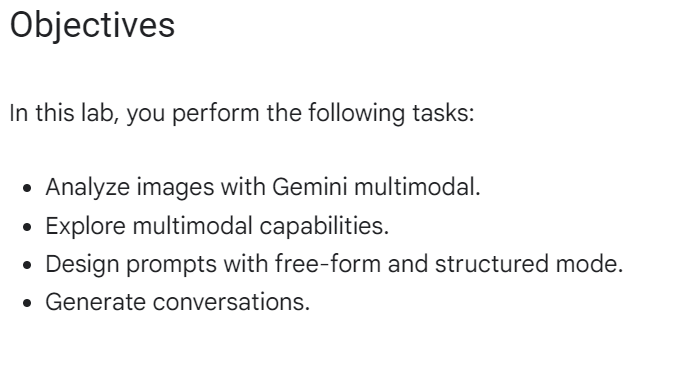 Objectives
In this lab, you perform the following tasks:
• Analyze images with Gemini multimodal.
• Explore multimodal capabilities.
• Design prompts with free-form and structured mode.
• Generate conversations.